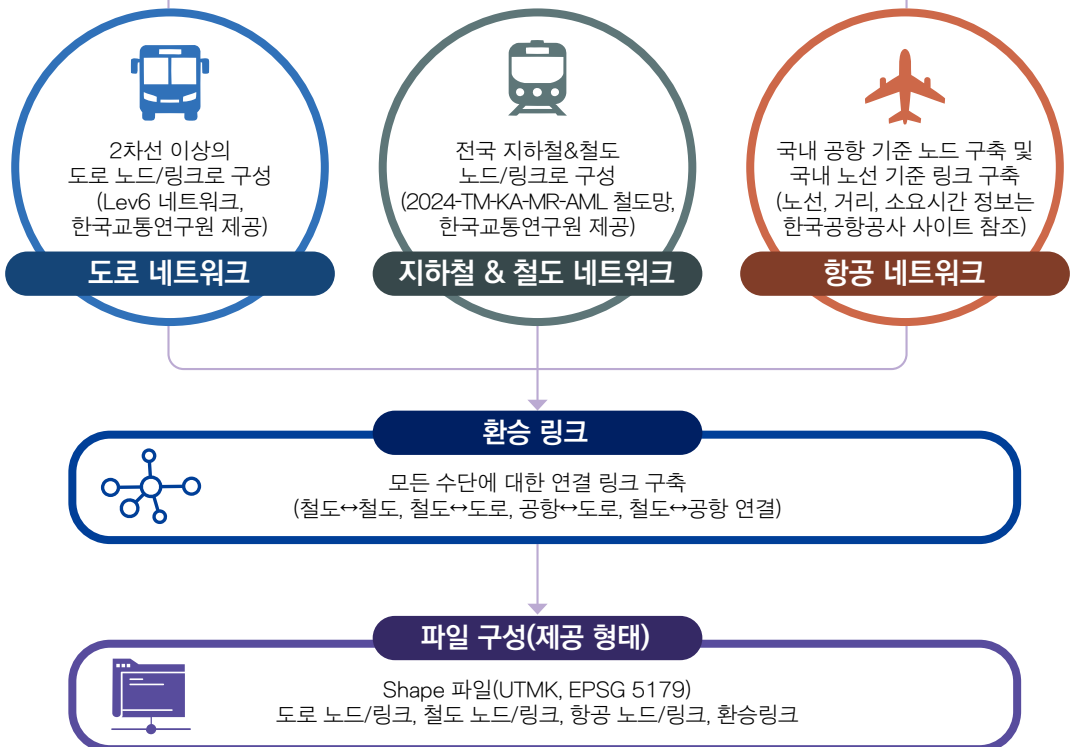 2차선 이상의
도로 노드/링크로 구성
(Lev6 네트워크,
한국교통연구원 제공)
도로 네트워크
전국 지하철&철도
노드/링크로 구성
(2024-TM-KA-MR-AML 철도망,
한국교통연구원 제공)
지하철 & 철도 네트워크
국내 공항 기준 노드 구축 및
국내 노선 기준 링크 구축
(노선, 거리, 소요시간 정보는
한국공항공사 사이트 참조)
항공 네트워크
환승 링크
모든 수단에 대한 연결 링크 구축
(철도↔철도, 철도↔도로, 공항↔도로, 철도↔공항 연결)
파일 구성(제공 형태)
Shape 파일(UTMK, EPSG 5179)
도로 노드/링크, 철도 노드/링크, 항공 노드/링크, 환승링크